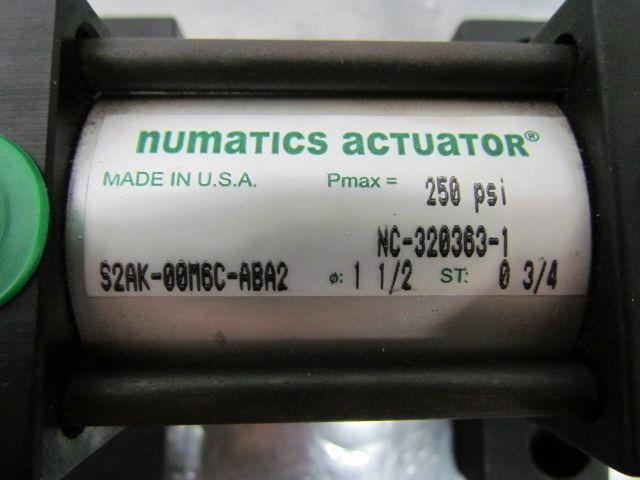 numatics actuator®
MADE IN U.S.A. Pmax = 250 psi
NC-320363-1
S2AK-00M6C-ABA2 ø: 1 1/2 ST: 0 3/4